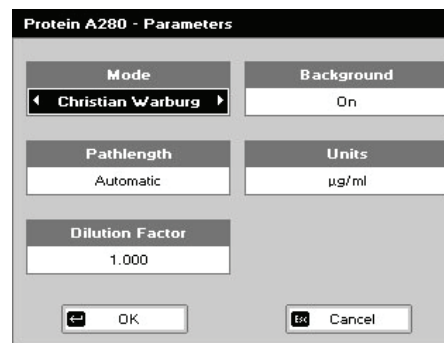 Protein A280 - Parameters
Mode
Background
Christian Warburg
On
Pathlength
Units
Automatic
µg/ml
Dilution Factor
1.000
OK
Esc Cancel